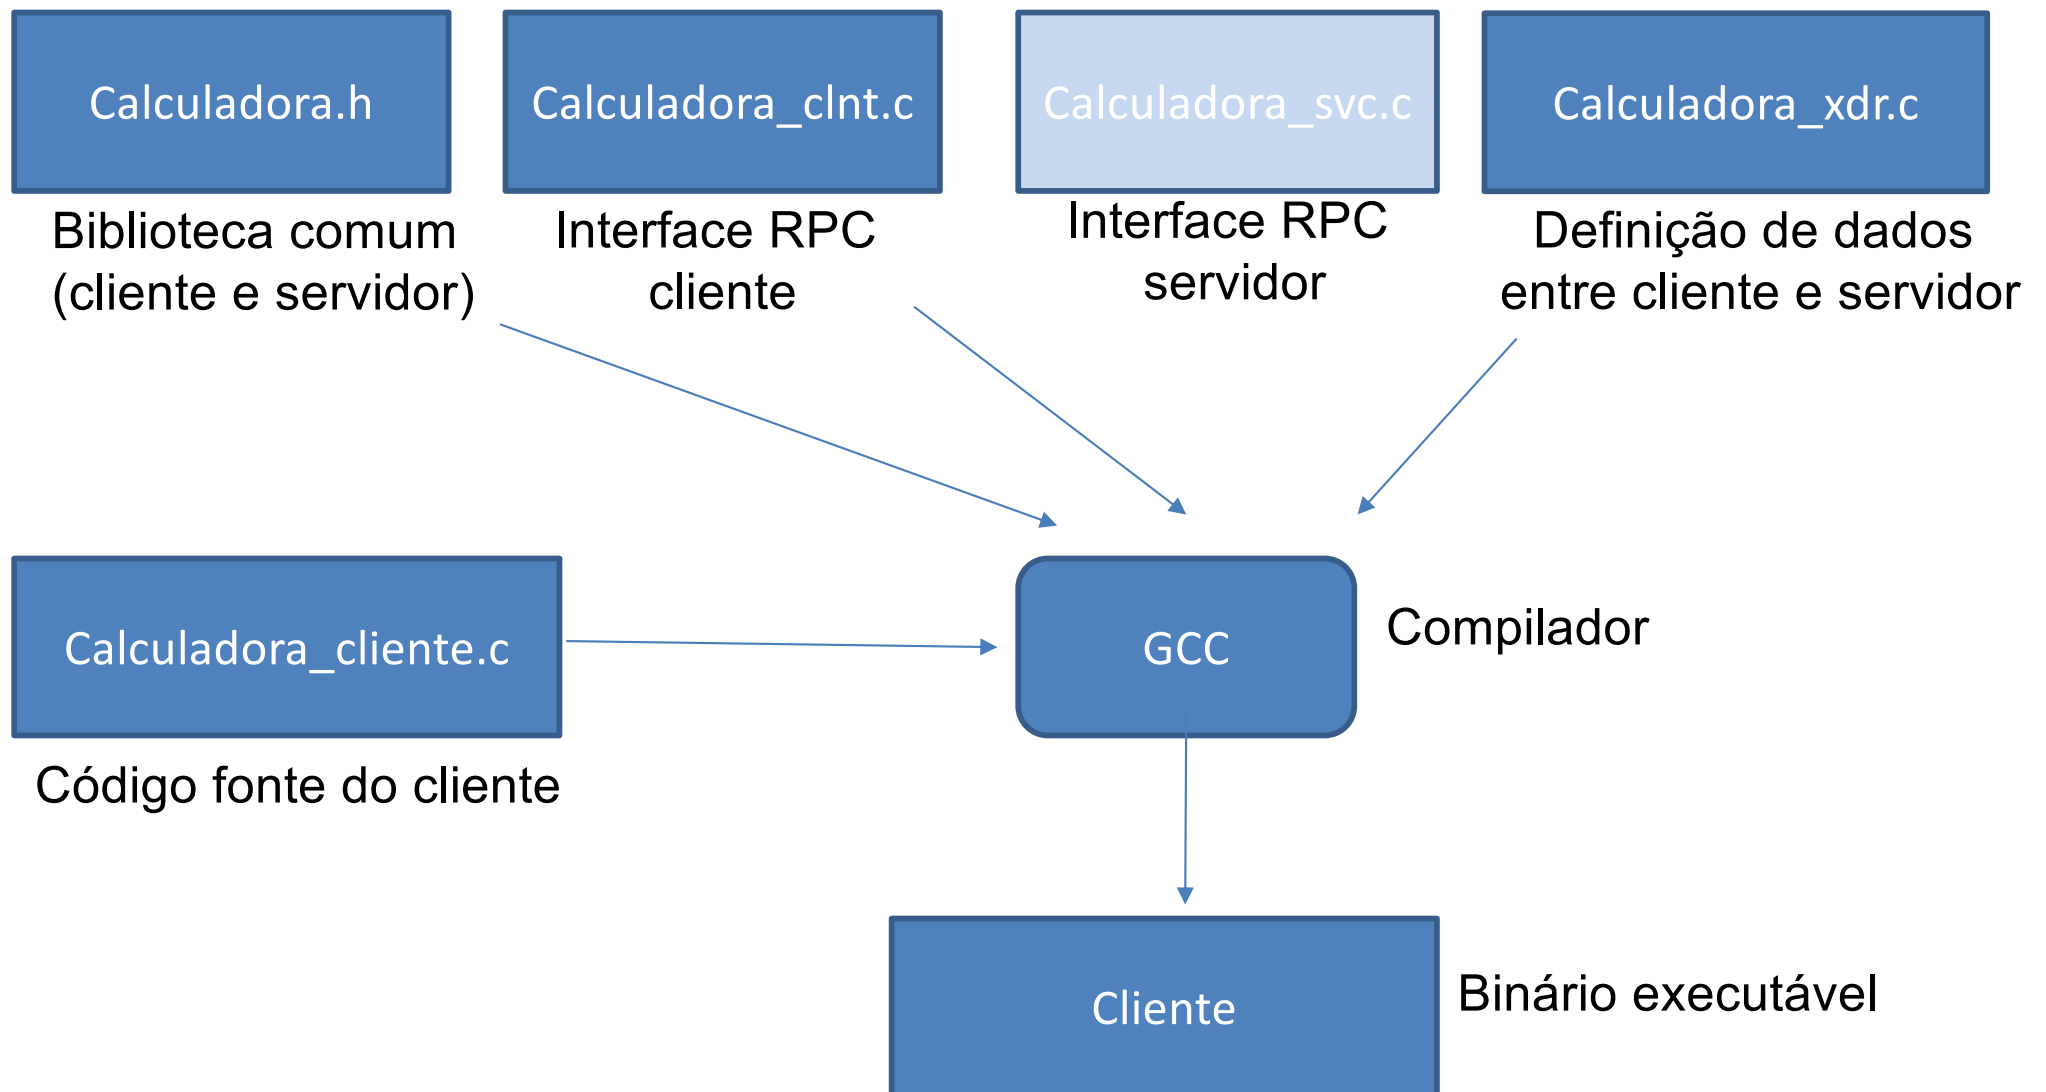 Calculadora.h
Calculadora_clnt.c
Calculadora_svc.c
Calculadora_xdr.c
Biblioteca comum
(cliente e servidor)
Interface RPC
cliente
Interface RPC
servidor
Definição de dados
entre cliente e servidor
Calculadora_cliente.c
GCC
Compilador
Código fonte do cliente
Cliente
Binário executável